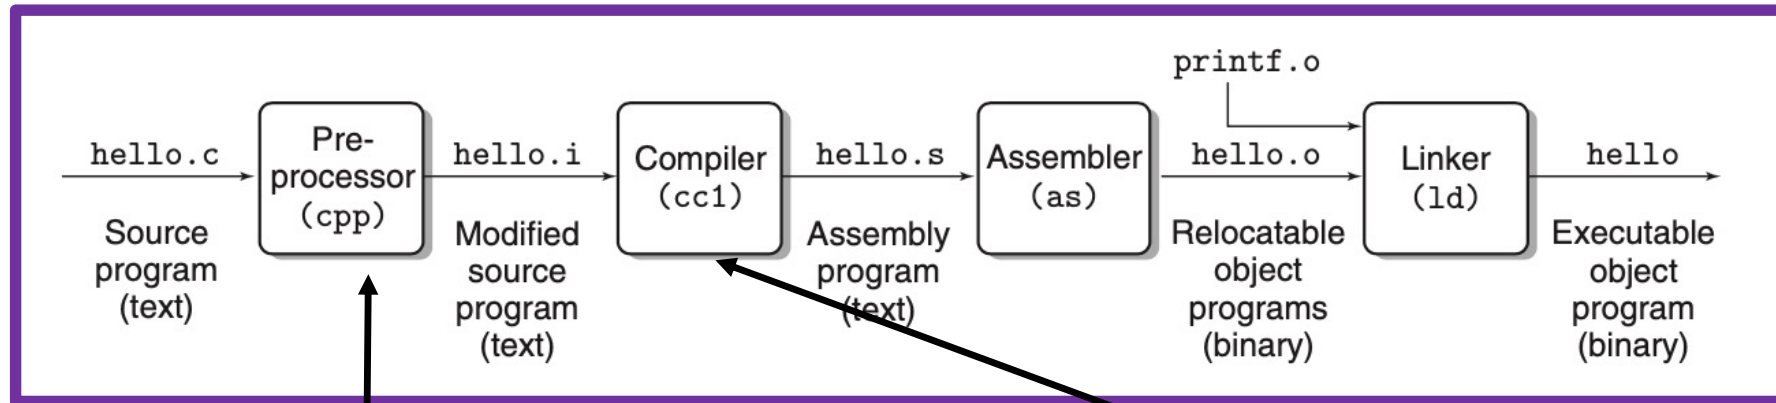 printf.o
hello.c
Pre-
processor
(cpp)
hello.i
Compiler
(cc1)
hello.s
Assembler
(as)
hello.o
Linker
(ld)
hello
Source
program
(text)
Modified
source
program
(text)
Assembly
program
(text)
Relocatable
object
programs
(binary)
Executable
object
program
(binary)